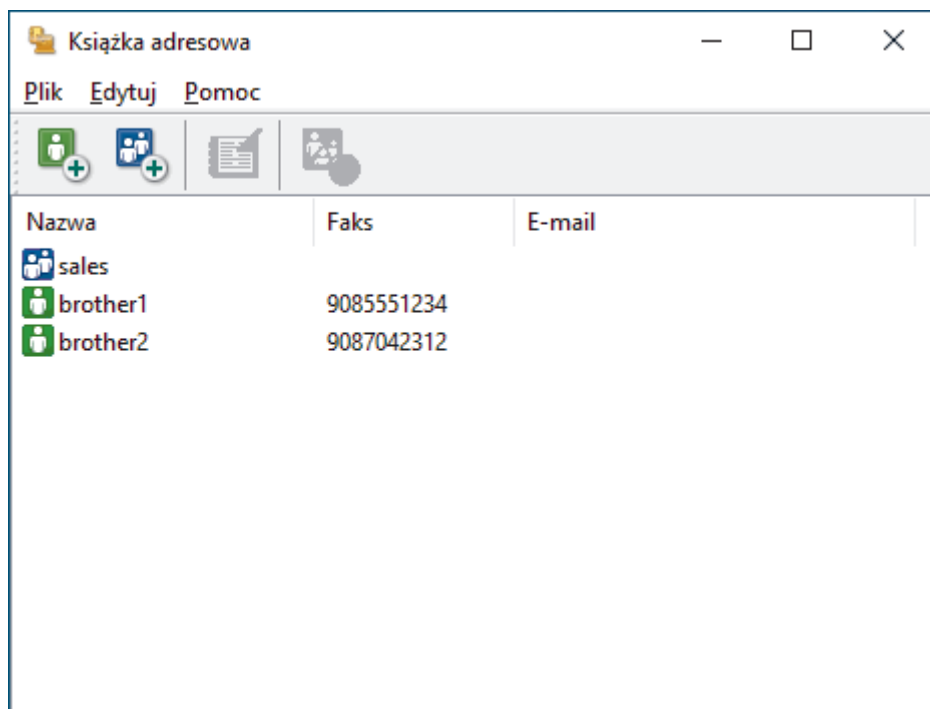 Książka adresowa
Plik Edytuj Pomoc
Nazwa Faks E-mail
sales
brother1 9085551234
brother2 9087042312